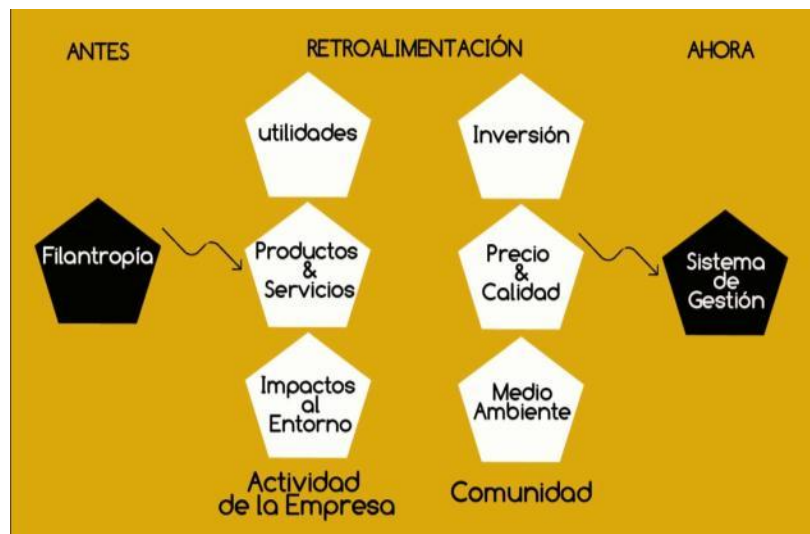 ANTES
RETROALIMENTACIÓN
AHORA
utilidades
Inversión
Filantropía
Productos
&
Servicios
Precio
&
Calidad
Sistema
de
Gestión
Impactos
al
Entorno
Medio
Ambiente
Actividad
de la Empresa
Comunidad